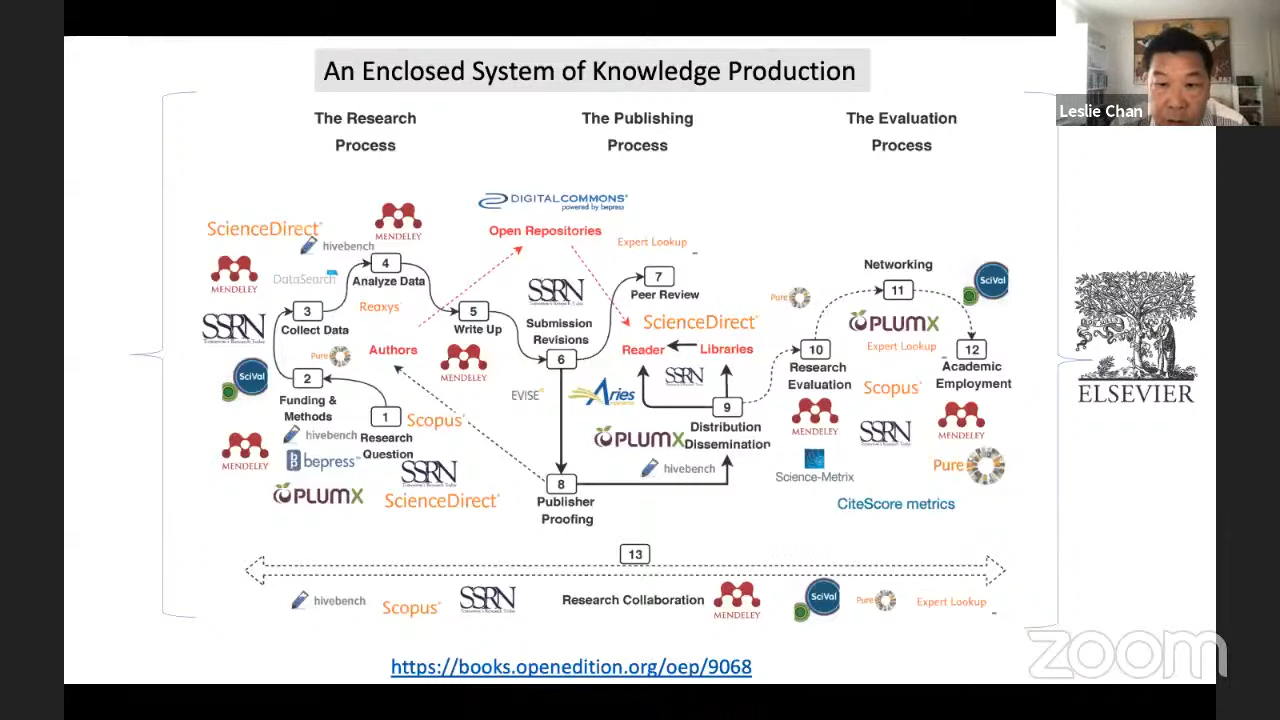 An Enclosed System of Knowledge Production
Leslie Chan
The Research
Process
The Publishing
Process
The Evaluation
Process
DIGITALCOMMONS
powered by bepress
Open Repositories
Expert Lookup
ScienceDirect
MENDELEY
hivebench
4
Analyze Data
MENDELEY
DataSearch
Reaxys
3
Collect Data
SSRN
5
Write Up
SSRN
Submission
Revisions
6
7
Peer Review
ScienceDirect
Reader
Libraries
SSRN
Authors
Pure
MENDELEY
SciVal
2
Funding &
Methods
1
Research
Question
Scopus
hivebench
MENDELEY
bepress
SSRN
PLUMX
ScienceDirect
EVISE
Aries
PLUMX
9
Distribution
Dissemination
hivebench
8
Publisher
Proofing
Networking
11
SciVal
Pure
PLUMX
Expert Lookup
10
Research
Evaluation
12
Academic
Employment
Scopus
MENDELEY
SSRN
MENDELEY
Science-Metrix
Pure
CiteScore metrics
ELSEVIER
13
hivebench
Scopus
SSRN
Research Collaboration
MENDELEY
SciVal
Pure
Expert Lookup
https://books.openedition.org/oep/9068
zoom